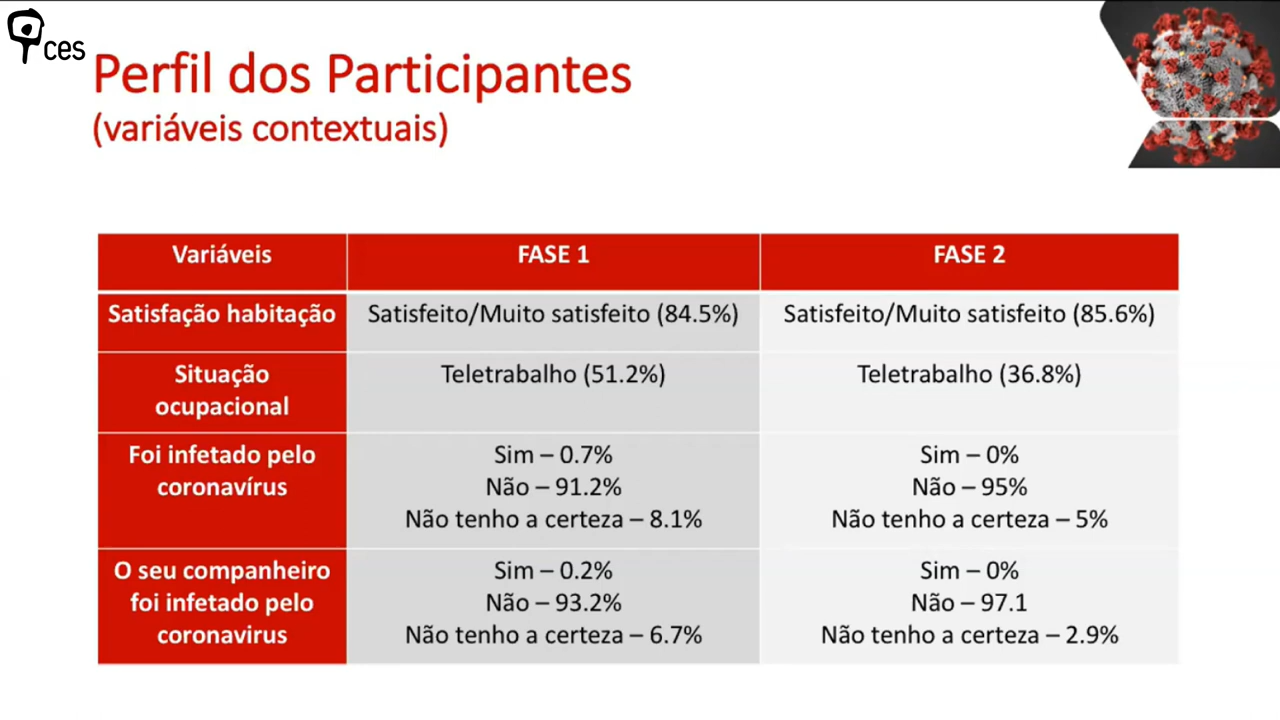 ces
Perfil dos Participantes
(variáveis contextuais)
Variáveis
FASE 1
FASE 2
Satisfação habitação
Satisfeito/Muito satisfeito (84.5%)
Satisfeito/Muito satisfeito (85.6%)
Situação
ocupacional
Teletrabalho (51.2%)
Teletrabalho (36.8%)
Foi infetado pelo
coronavírus
Sim – 0.7%
Não – 91.2%
Não tenho a certeza – 8.1%
Sim – 0%
Não – 95%
Não tenho a certeza – 5%
O seu companheiro
foi infetado pelo
coronavirus
Sim – 0.2%
Não – 93.2%
Não tenho a certeza – 6.7%
Sim – 0%
Não – 97.1
Não tenho a certeza – 2.9%